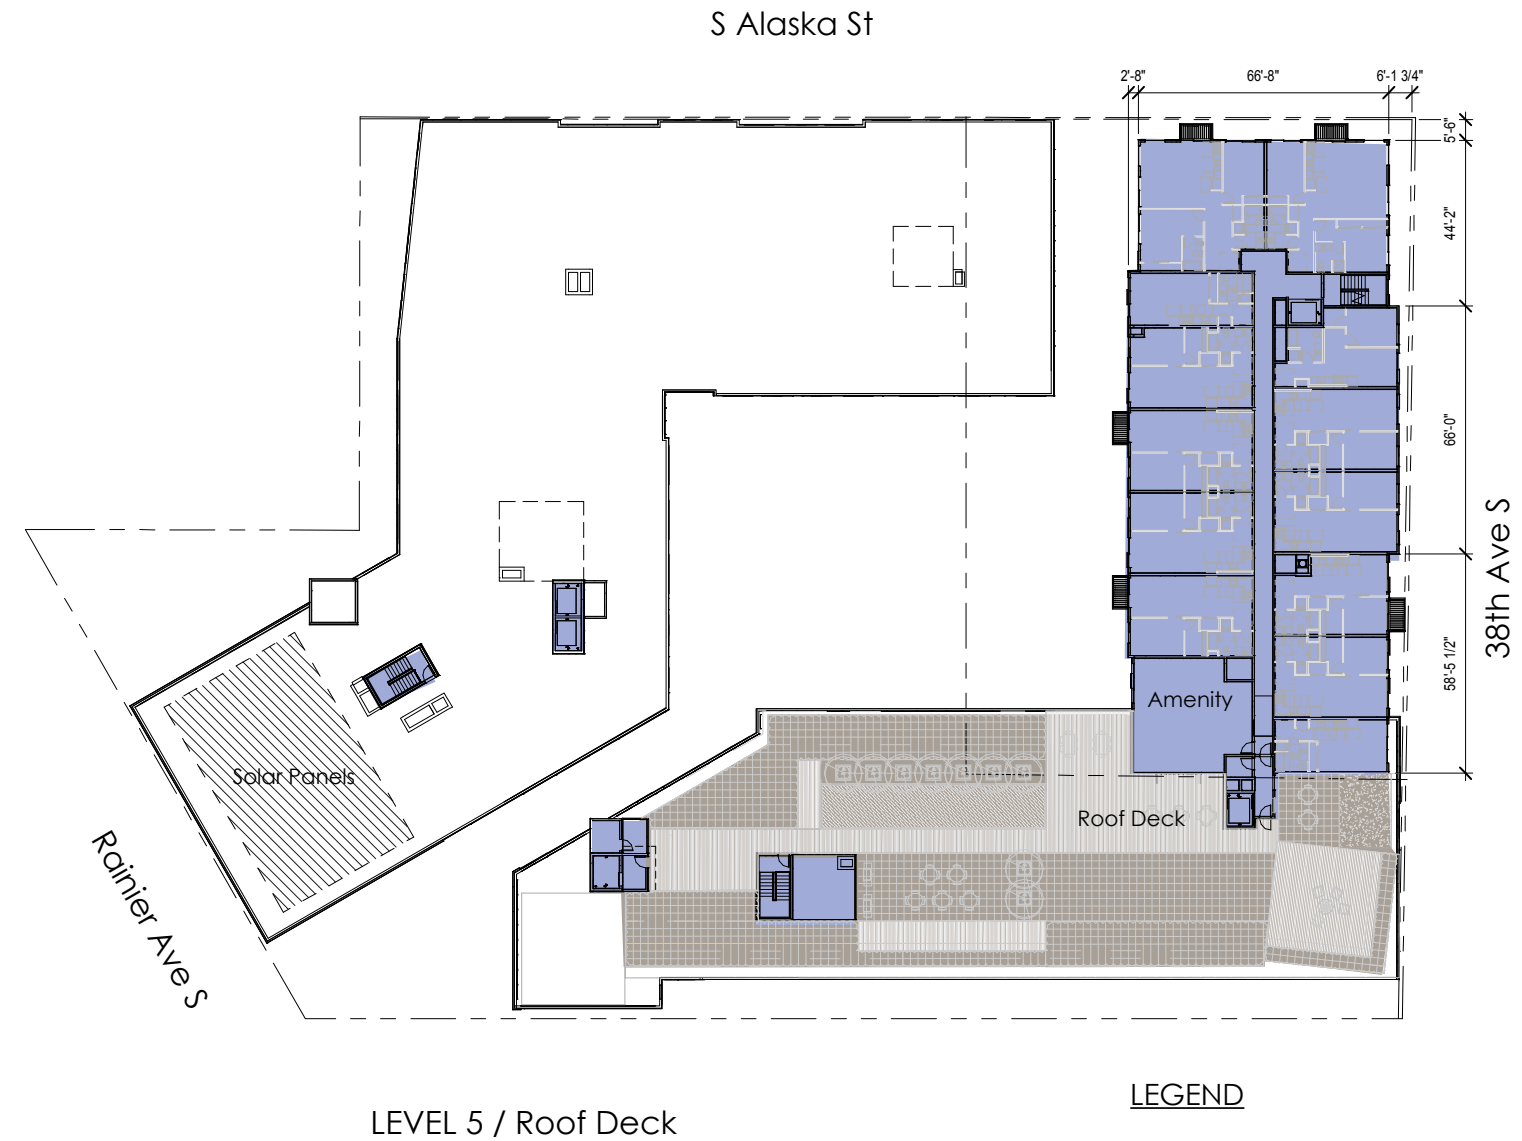 S Alaska St
2'-8"
66'-8"
6'-1 3/4"
5'-6"
44'-2"
66'-0"
38th Ave S
58'-5 1/2"
Amenity
Solar Panels
Roof Deck
Rainier Ave S
LEGEND
LEVEL 5 / Roof Deck